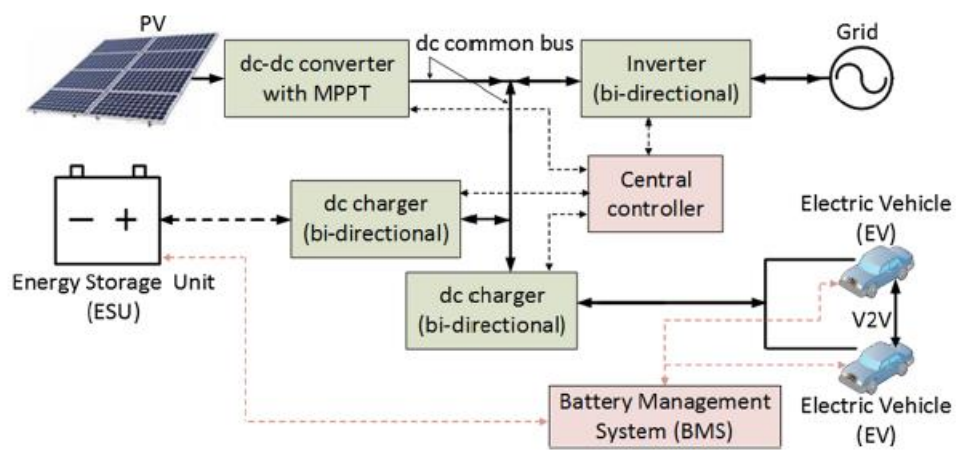 PV
dc common bus
Grid
dc-dc converter
with MPPT
Inverter
(bi-directional)
Central
controller
dc charger
(bi-directional)
Electric Vehicle
(EV)
Energy Storage Unit
(ESU)
dc charger
(bi-directional)
V2V
Battery Management
System (BMS)
Electric Vehicle
(EV)